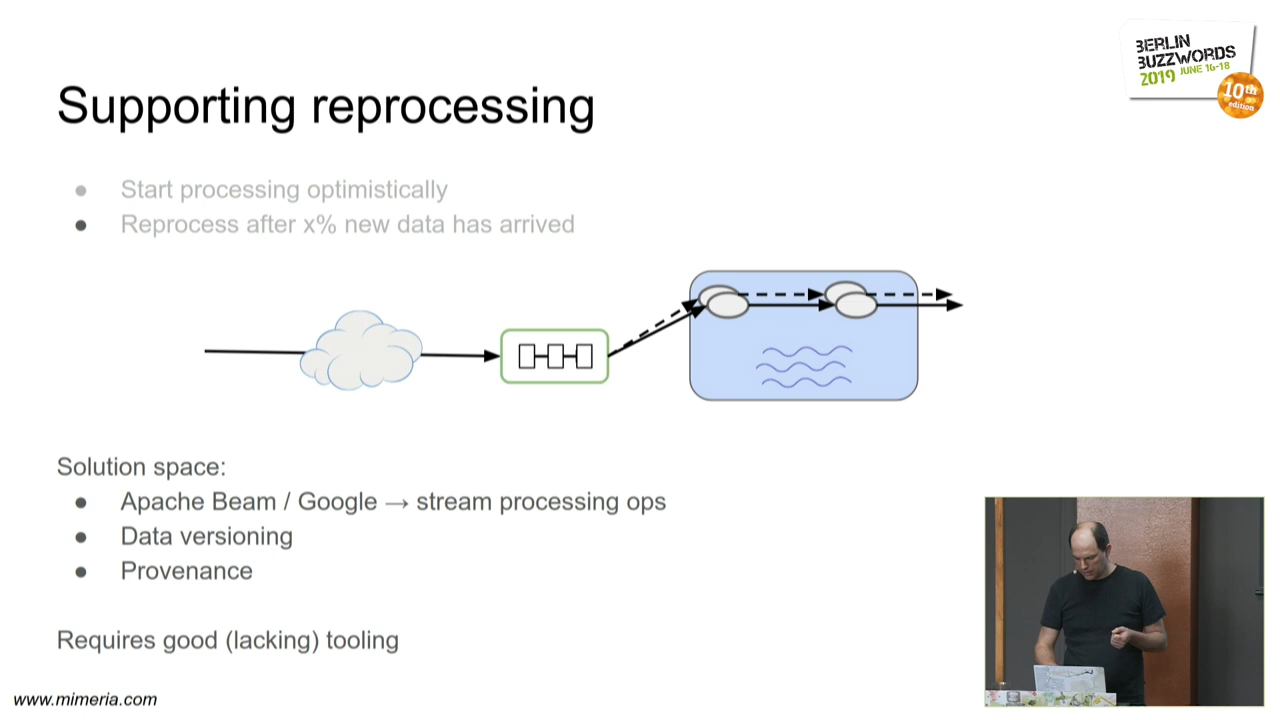 BERLIN
BUZZWORDS
2019 JUNE 16-18
10th
edition
Supporting reprocessing
● Start processing optimistically
● Reprocess after x% new data has arrived
Solution space:
● Apache Beam / Google → stream processing ops
● Data versioning
● Provenance
Requires good (lacking) tooling
www.mimeria.com